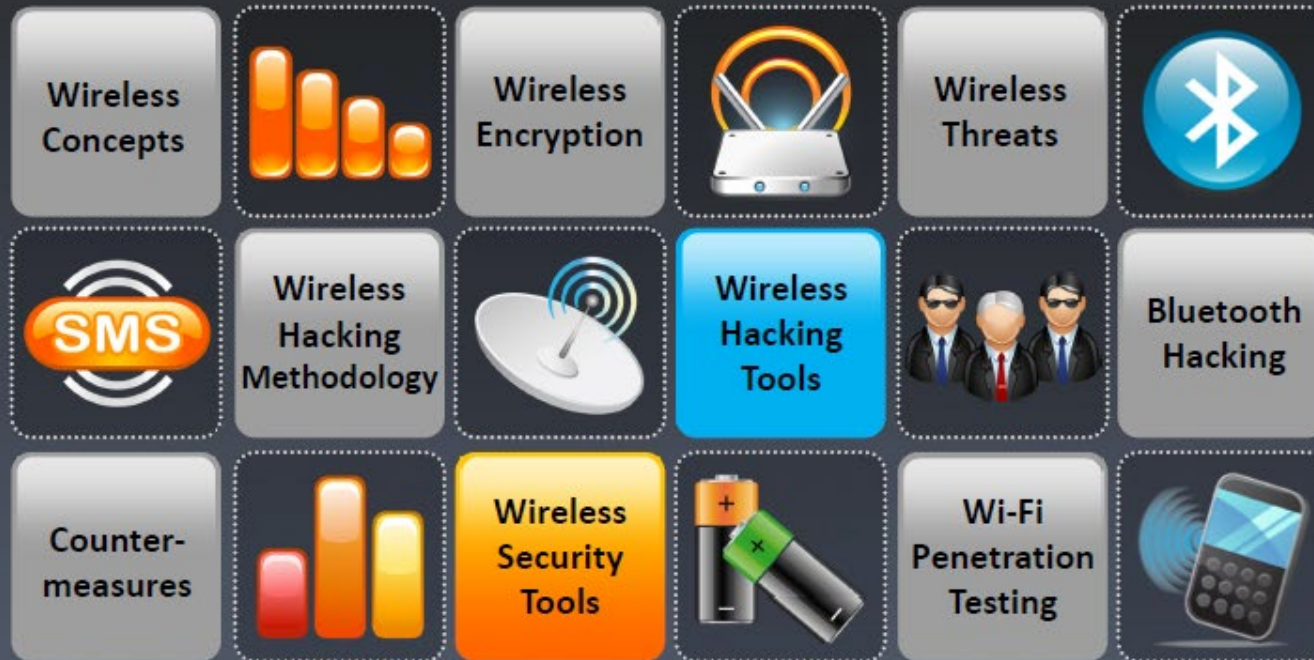 Wireless
Concepts
Wireless
Encryption
Wireless
Threats
SMS
Wireless
Hacking
Methodology
Wireless
Hacking
Tools
Bluetooth
Hacking
Counter-
measures
Wireless
Security
Tools
+
+
Wi-Fi
Penetration
Testing